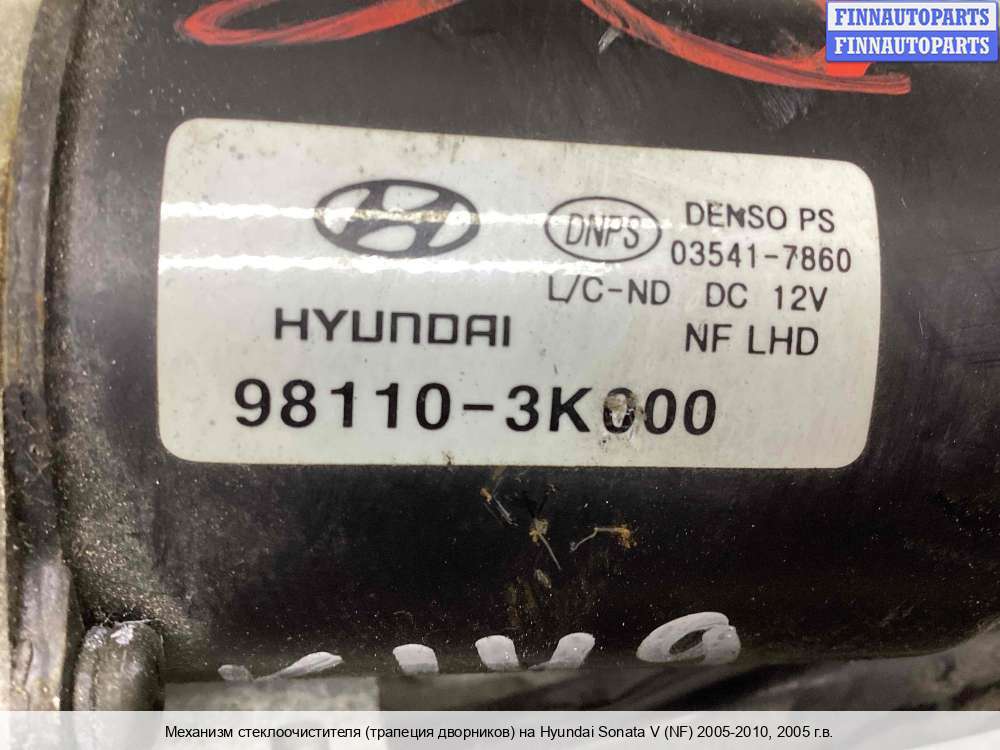 FINNAUTOPARTS
FINNAUTOPARTS
DNPS
DENSO PS
03541-7860
L/C-ND DC 12V
HYUNDAI
NF LHD
98110-3K000
Механизм стеклоочистителя (трапеция дворников) на Hyundai Sonata V (NF) 2005-2010, 2005 г.в.